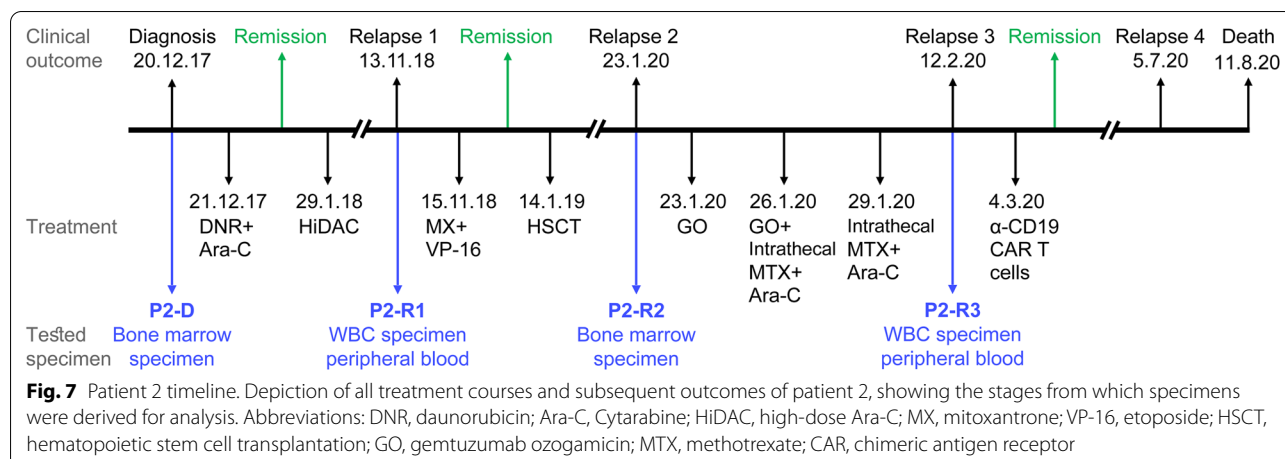 Clinical outcome
Diagnosis 20.12.17
Remission
Relapse 1 13.11.18
Remission
Relapse 2 23.1.20
Relapse 3 12.2.20
Remission
Relapse 4 5.7.20
Death 11.8.20
Treatment
21.12.17
DNR+
Ara-C
29.1.18
HiDAC
15.11.18
MX+
VP-16
14.1.19
HSCT
23.1.20
GO
26.1.20
GO+
Intrathecal
MTX+
Ara-C
29.1.20
Intrathecal
MTX+
Ara-C
4.3.20
α-CD19
CAR T
cells
Tested
specimen
P2-D
Bone marrow
specimen
P2-R1
WBC specimen
peripheral blood
P2-R2
Bone marrow
specimen
P2-R3
WBC specimen
peripheral blood
Fig. 7 Patient 2 timeline. Depiction of all treatment courses and subsequent outcomes of patient 2, showing the stages from which specimens
were derived for analysis. Abbreviations: DNR, daunorubicin; Ara-C, Cytarabine; HiDAC, high-dose Ara-C; MX, mitoxantrone; VP-16, etoposide; HSCT,
hematopoietic stem cell transplantation; GO, gemtuzumab ozogamicin; MTX, methotrexate; CAR, chimeric antigen receptor